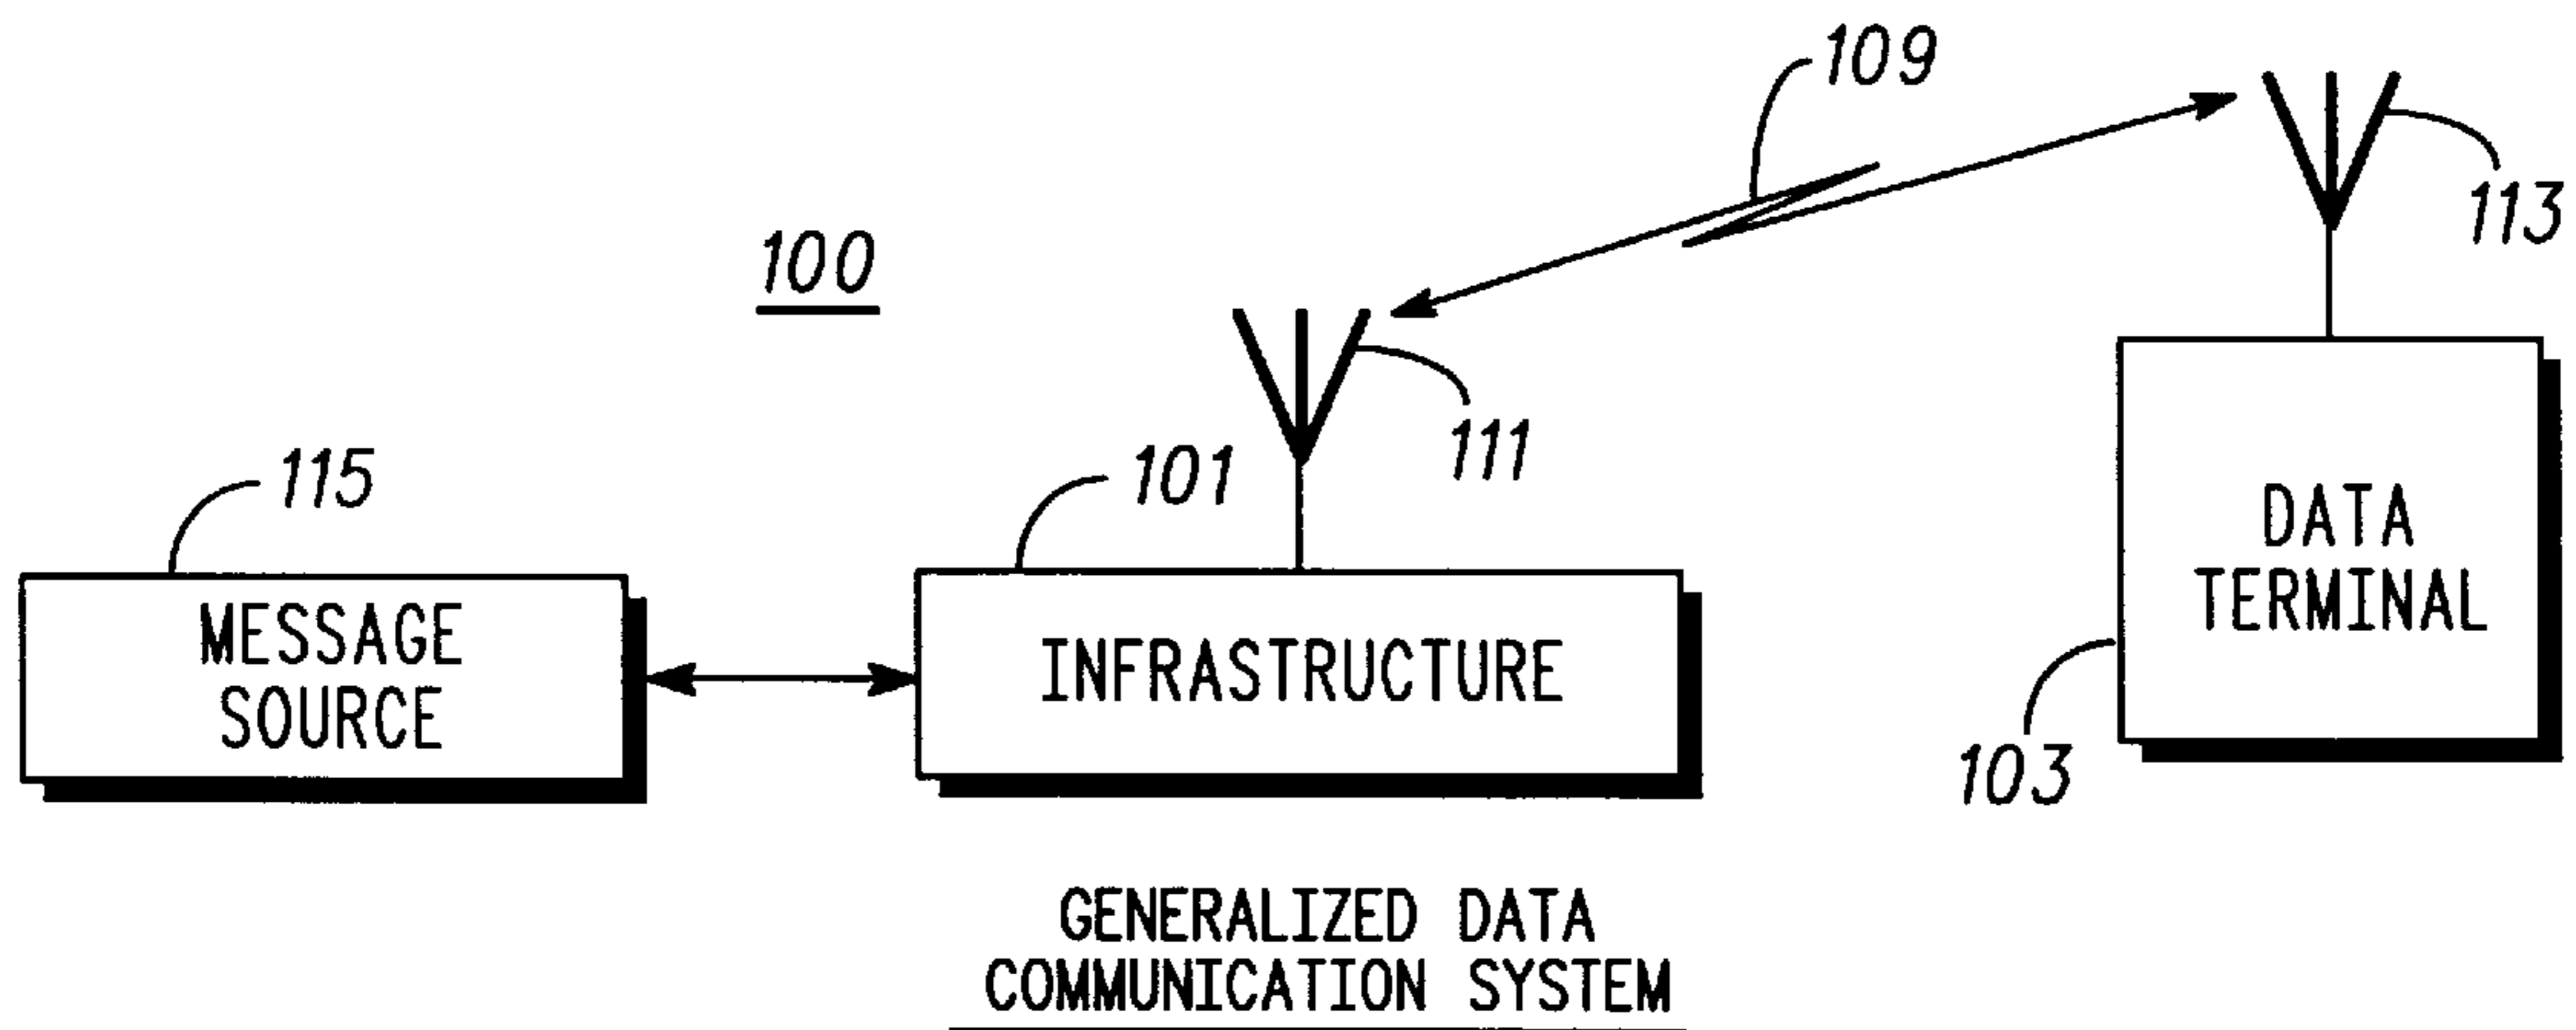 109
113
100
111
115
101
DATA
TERMINAL
MESSAGE
SOURCE
INFRASTRUCTURE
103
GENERALIZED DATA
COMMUNICATION SYSTEM